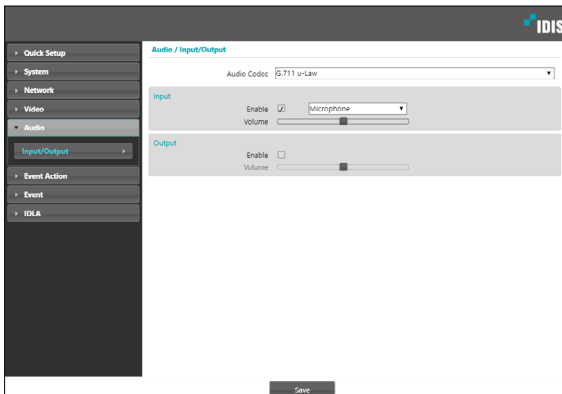 IDIS
Quick Setup
System
Network
Video
Audio
Input/Output
Event Action
Event
IDLA
Audio / Input/Output
Audio Codec G.711 u-Law
Input
Enable Microphone
Volume
Output
Enable
Volume
Save